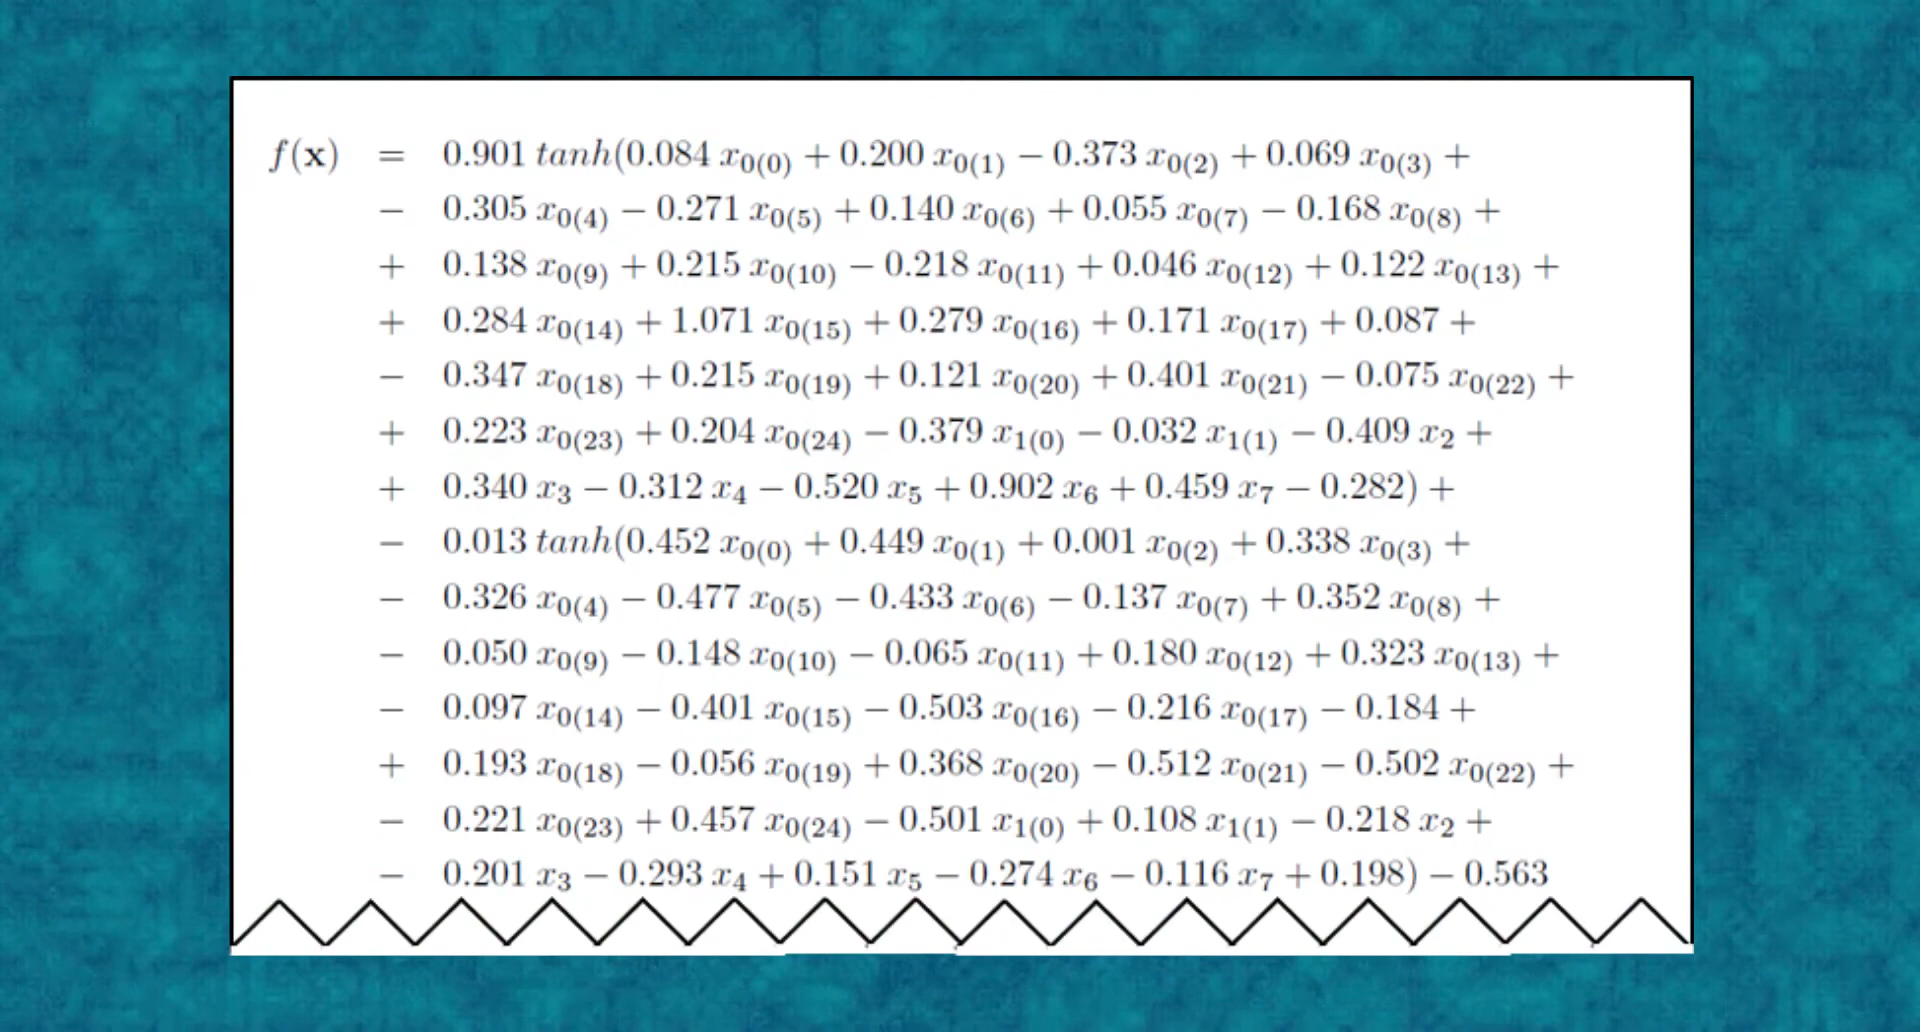 f(x) = 0.901 tanh(0.084 x0(0) + 0.200 x0(1) − 0.373 x0(2) + 0.069 x0(3) +
− 0.305 x0(4) − 0.271 x0(5) + 0.140 x0(6) + 0.055 x0(7) − 0.168 x0(8) +
+ 0.138 x0(9) + 0.215 x0(10) − 0.218 x0(11) + 0.046 x0(12) + 0.122 x0(13) +
+ 0.284 x0(14) + 1.071 x0(15) + 0.279 x0(16) + 0.171 x0(17) + 0.087 +
− 0.347 x0(18) + 0.215 x0(19) + 0.121 x0(20) + 0.401 x0(21) − 0.075 x0(22) +
+ 0.223 x0(23) + 0.204 x0(24) − 0.379 x1(0) − 0.032 x1(1) − 0.409 x2 +
+ 0.340 x3 − 0.312 x4 − 0.520 x5 + 0.902 x6 + 0.459 x7 − 0.282) +
− 0.013 tanh(0.452 x0(0) + 0.449 x0(1) + 0.001 x0(2) + 0.338 x0(3) +
− 0.326 x0(4) − 0.477 x0(5) − 0.433 x0(6) − 0.137 x0(7) + 0.352 x0(8) +
− 0.050 x0(9) − 0.148 x0(10) − 0.065 x0(11) + 0.180 x0(12) + 0.323 x0(13) +
− 0.097 x0(14) − 0.401 x0(15) − 0.503 x0(16) − 0.216 x0(17) − 0.184 +
+ 0.193 x0(18) − 0.056 x0(19) + 0.368 x0(20) − 0.512 x0(21) − 0.502 x0(22) +
− 0.221 x0(23) + 0.457 x0(24) − 0.501 x1(0) + 0.108 x1(1) − 0.218 x2 +
− 0.201 x3 − 0.293 x4 + 0.151 x5 − 0.274 x6 − 0.116 x7 + 0.198) − 0.563